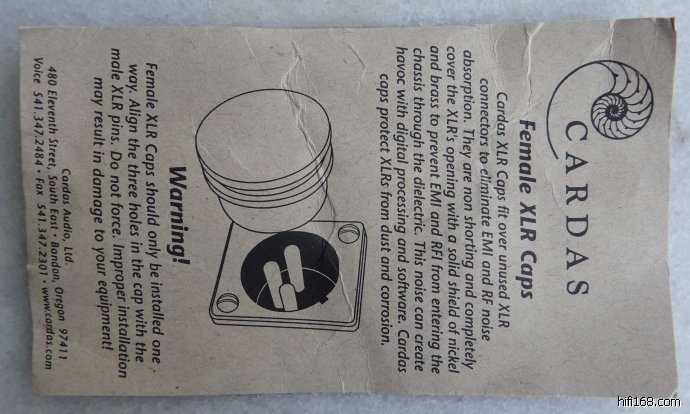 CARDAS
Female XLR Caps
Cardas XLR Caps fit over unused XLR
connectors to eliminate EMI and RF noise
absorption. They are non shorting and completely
cover the XLR's opening with a solid shield of nickel
and brass to prevent EMI and RFI from entering the
chassis through the dielectric. This noise can create
havoc with digital processing and software. Cardas
caps protect XLRs from dust and corrosion.
Warning!
Female XLR Caps should only be installed one
way. Align the three holes in the cap with the
male XLR pins. Do not force. Improper installation
may result in damage to your equipment!
Cardas Audio, Ltd.
480 Eleventh Street, South East • Bandon, Oregon 97411
Voice 541.347.2484 • Fax 541.347.2301 • www.cardas.com
hifi168.com